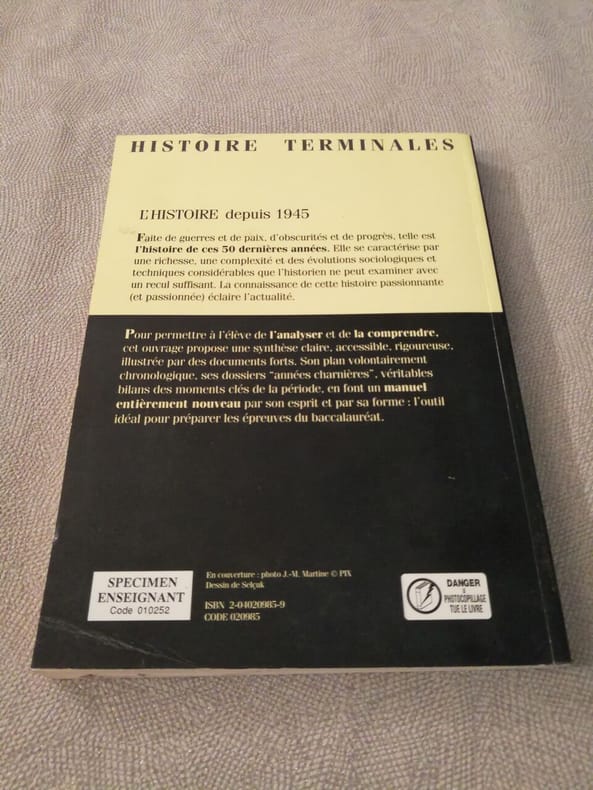 HISTOIRE TERMINALES
L'HISTOIRE depuis 1945
Faite de guerres et de paix, d'obscurités et de progrès, telle est
l'histoire de ces 50 dernières années. Elle se caractérise par
une richesse, une complexité et des évolutions sociologiques et
techniques considérables que l'historien ne peut examiner avec
un recul suffisant. La connaissance de cette histoire passionnante
(et passionnée) éclaire l'actualité.
Pour permettre à l'élève de l'analyser et de la comprendre,
cet ouvrage propose une synthèse claire, accessible, rigoureuse,
illustrée par des documents forts. Son plan volontairement
chronologique, ses dossiers "années charnières", véritables
bilans des moments clés de la période, en font un manuel
entièrement nouveau par son esprit et par sa forme : l'outil
idéal pour préparer les épreuves du baccalauréat.
SPECIMEN
ENSEIGNANT
Code 010252
En couverture : photo J.-M. Martine © PIX
Dessin de Selçuk
ISBN 2-04020985-9
CODE 020985
DANGER
LE
PHOTOCOPILLAGE
TUE LE LIVRE